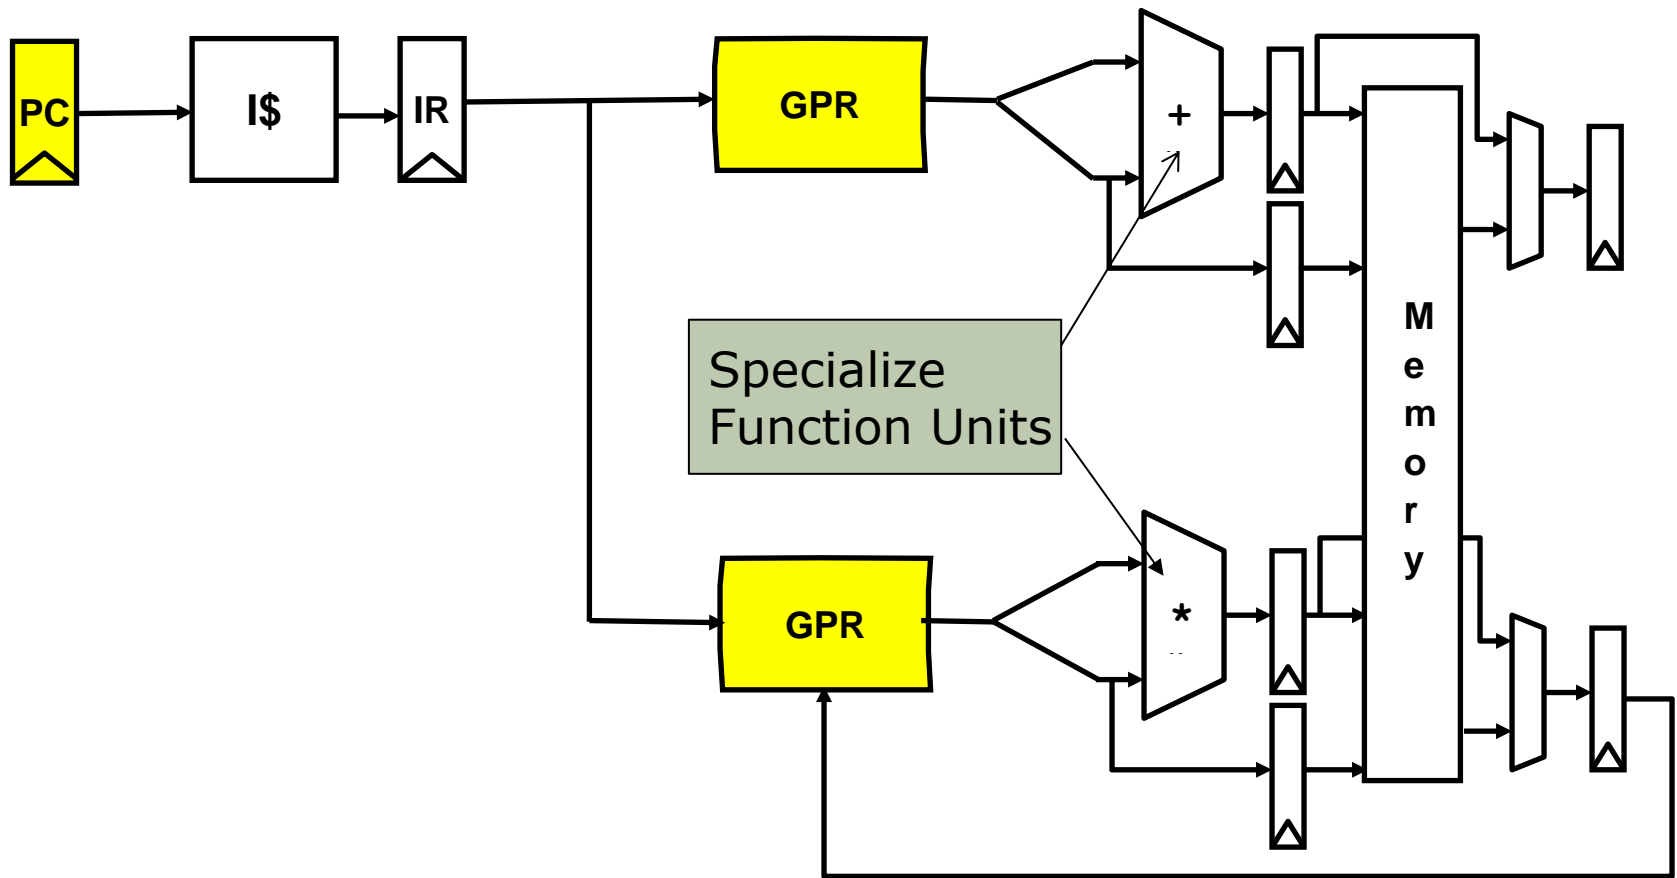 PC
I$
IR
GPR
+
Specialize
Function Units
M
e
m
o
r
y
GPR
*